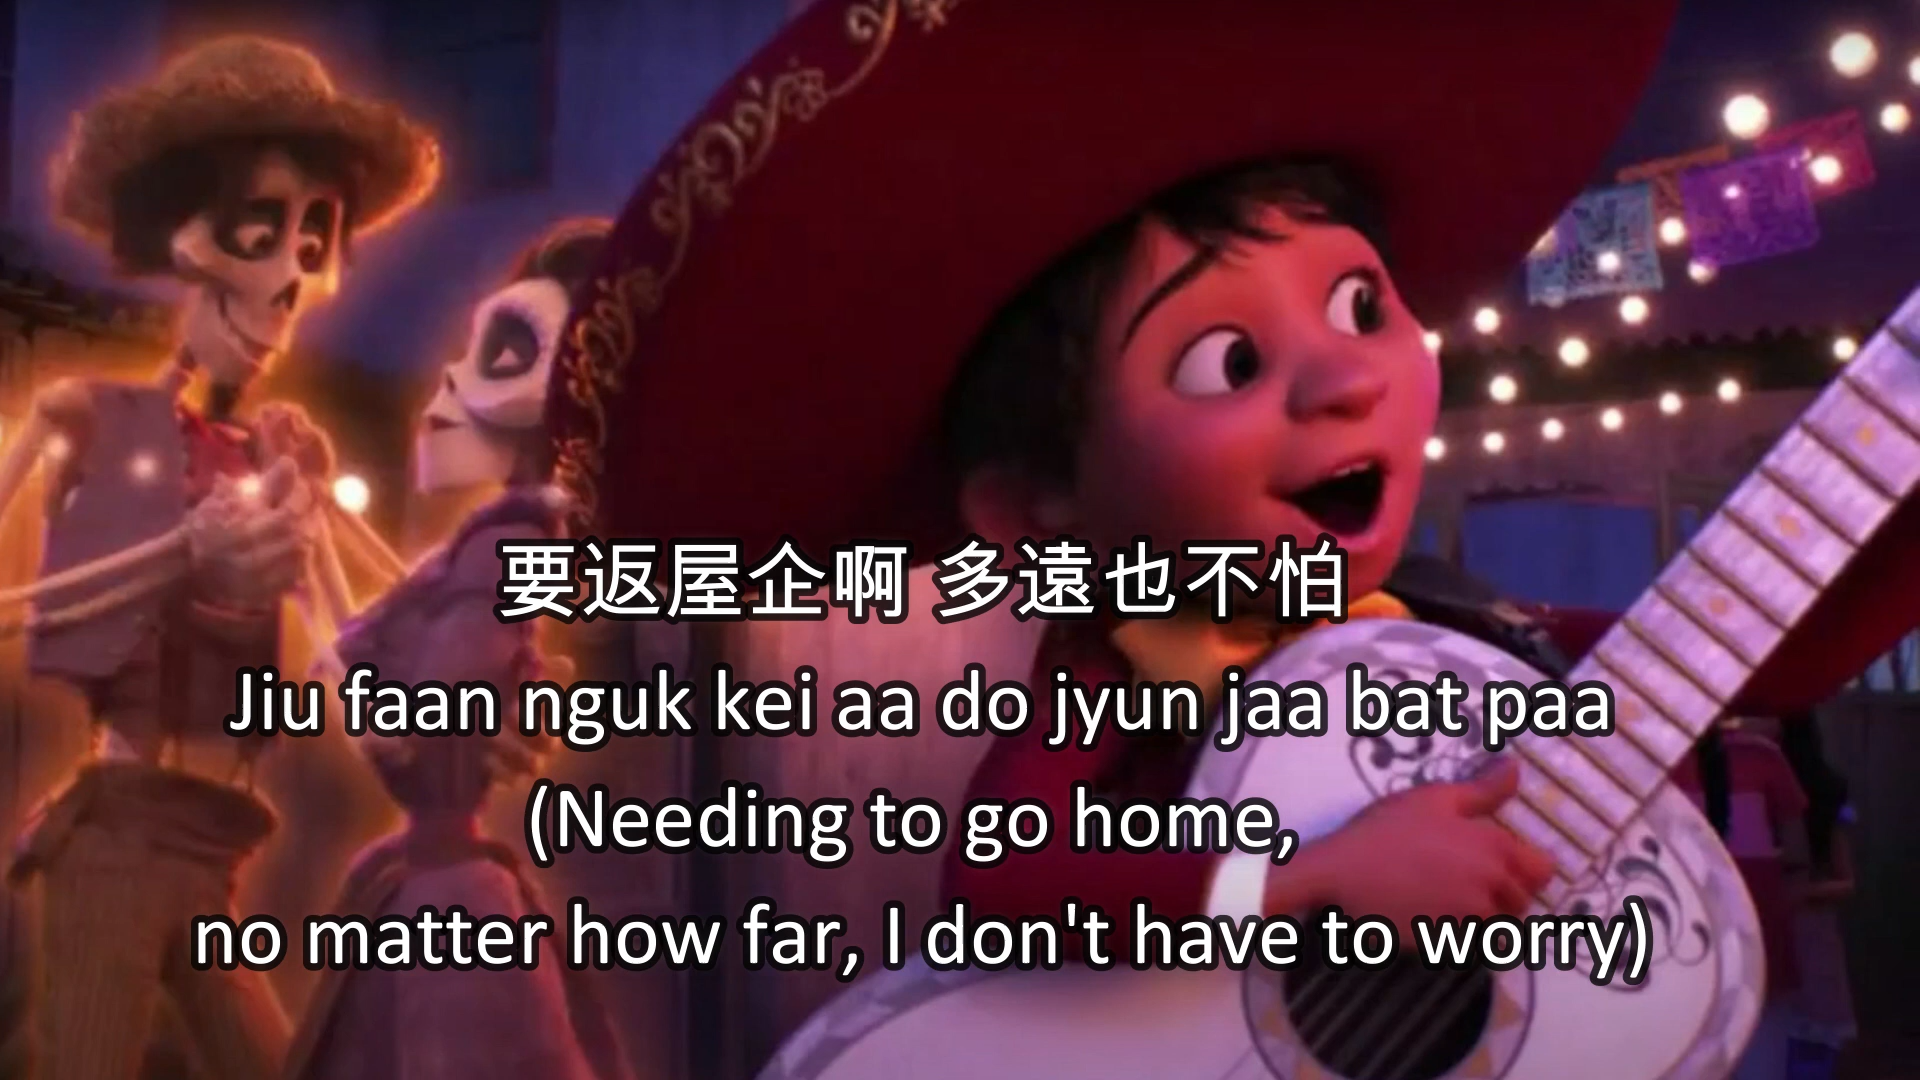 要返屋企啊 多遠也不怕
Jiu faan nguk kei aa do jyun jaa bat paa
(Needing to go home,
no matter how far, I don't have to worry)